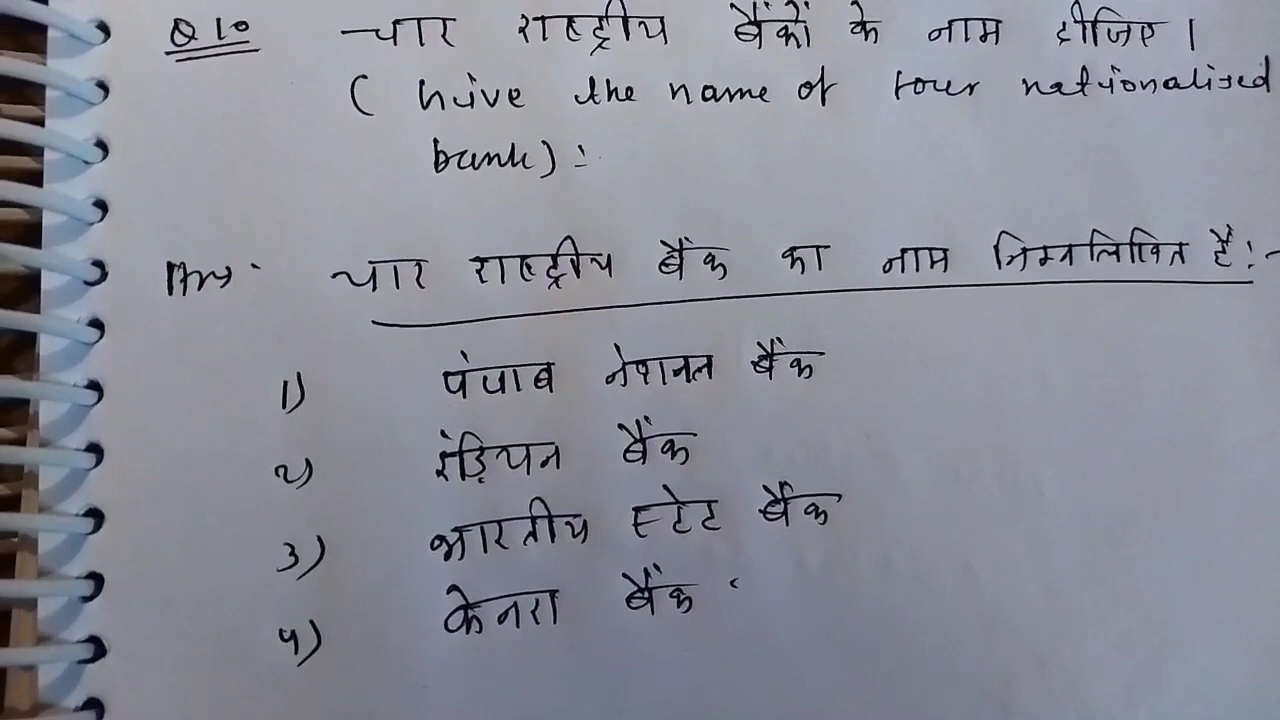 Q10 चार राष्ट्रीय बैंकों के नाम दीजिए ।
( Give the name of four nationalised
bank) :
Ans. चार राष्ट्रीय बैंक का नाम निम्नलिखित है:-
1) पंजाब नेशनल बैंक
2) इंड़ियन बैंक
3) भारतीय स्टेट बैंक
4) केनरा बैंक